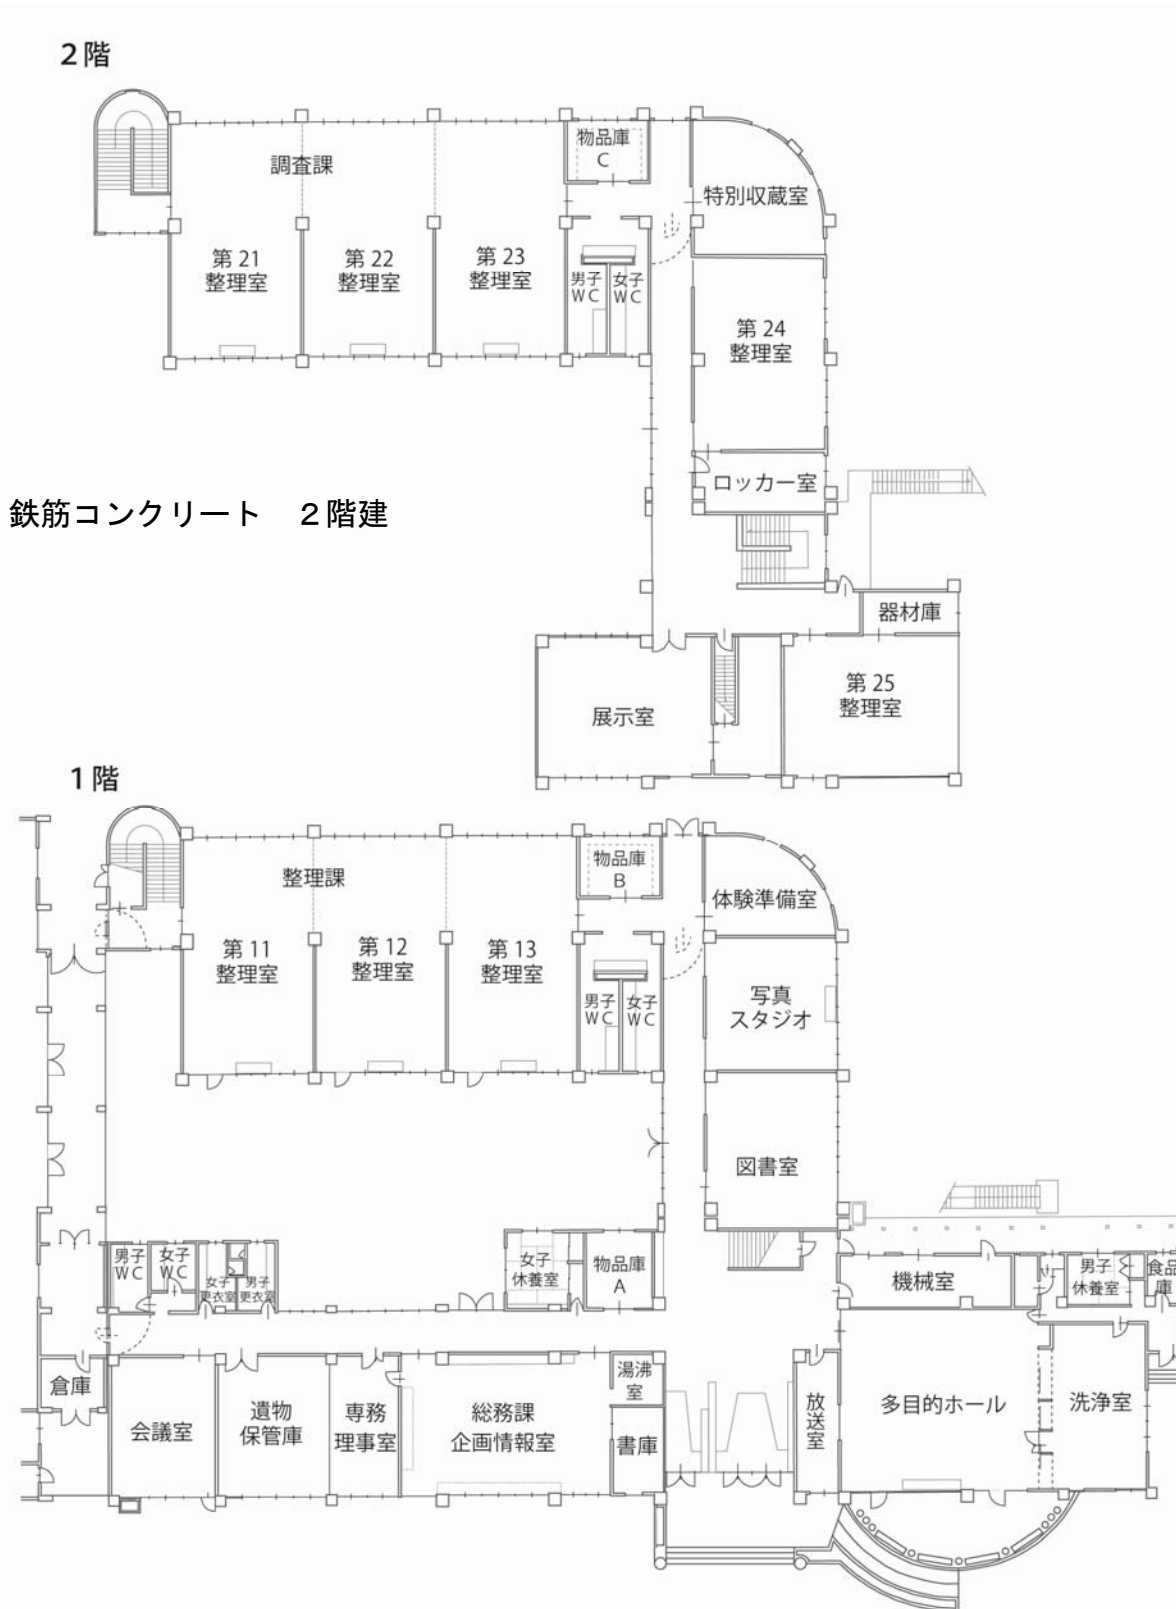 ２階
物品庫
C
調査課
特別収蔵室
第 21
整理室
第 22
整理室
第 23
整理室
男子
ＷＣ
女子
ＷＣ
第 24
整理室
ロッカー室
鉄筋コンクリート　２階建
器材庫
第 25
整理室
展示室
１階
物品庫
B
整理課
体験準備室
第 11
整理室
第 12
整理室
第 13
整理室
男子
ＷＣ
女子
ＷＣ
写真
スタジオ
図書室
男子
ＷＣ
女子
ＷＣ
女子
更衣室
男子
更衣室
女子
休養室
物品庫
A
機械室
男子
休養室
食品
庫
倉庫
会議室
遺物
保管庫
専務
理事室
総務課
企画情報室
湯沸
室
書庫
放
送
室
多目的ホール
洗浄室